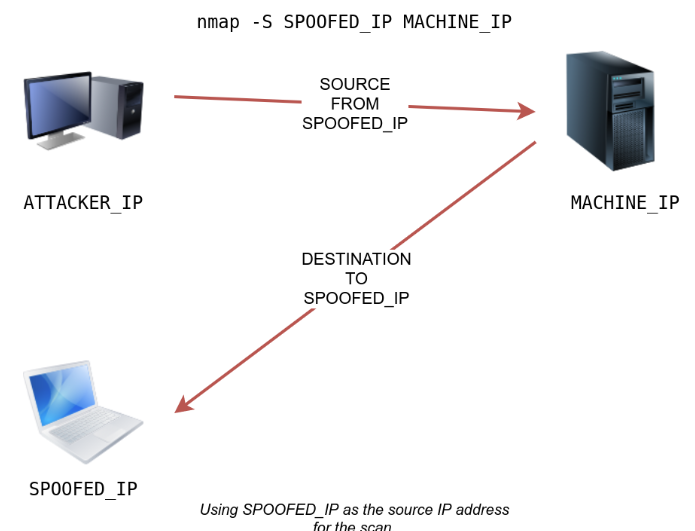 nmap -S SPOOFED_IP MACHINE_IP
SOURCE
FROM
SPOOFED_IP
ATTACKER_IP
MACHINE_IP
DESTINATION
TO
SPOOFED_IP
SPOOFED_IP
Using SPOOFED_IP as the source IP address
for the scan